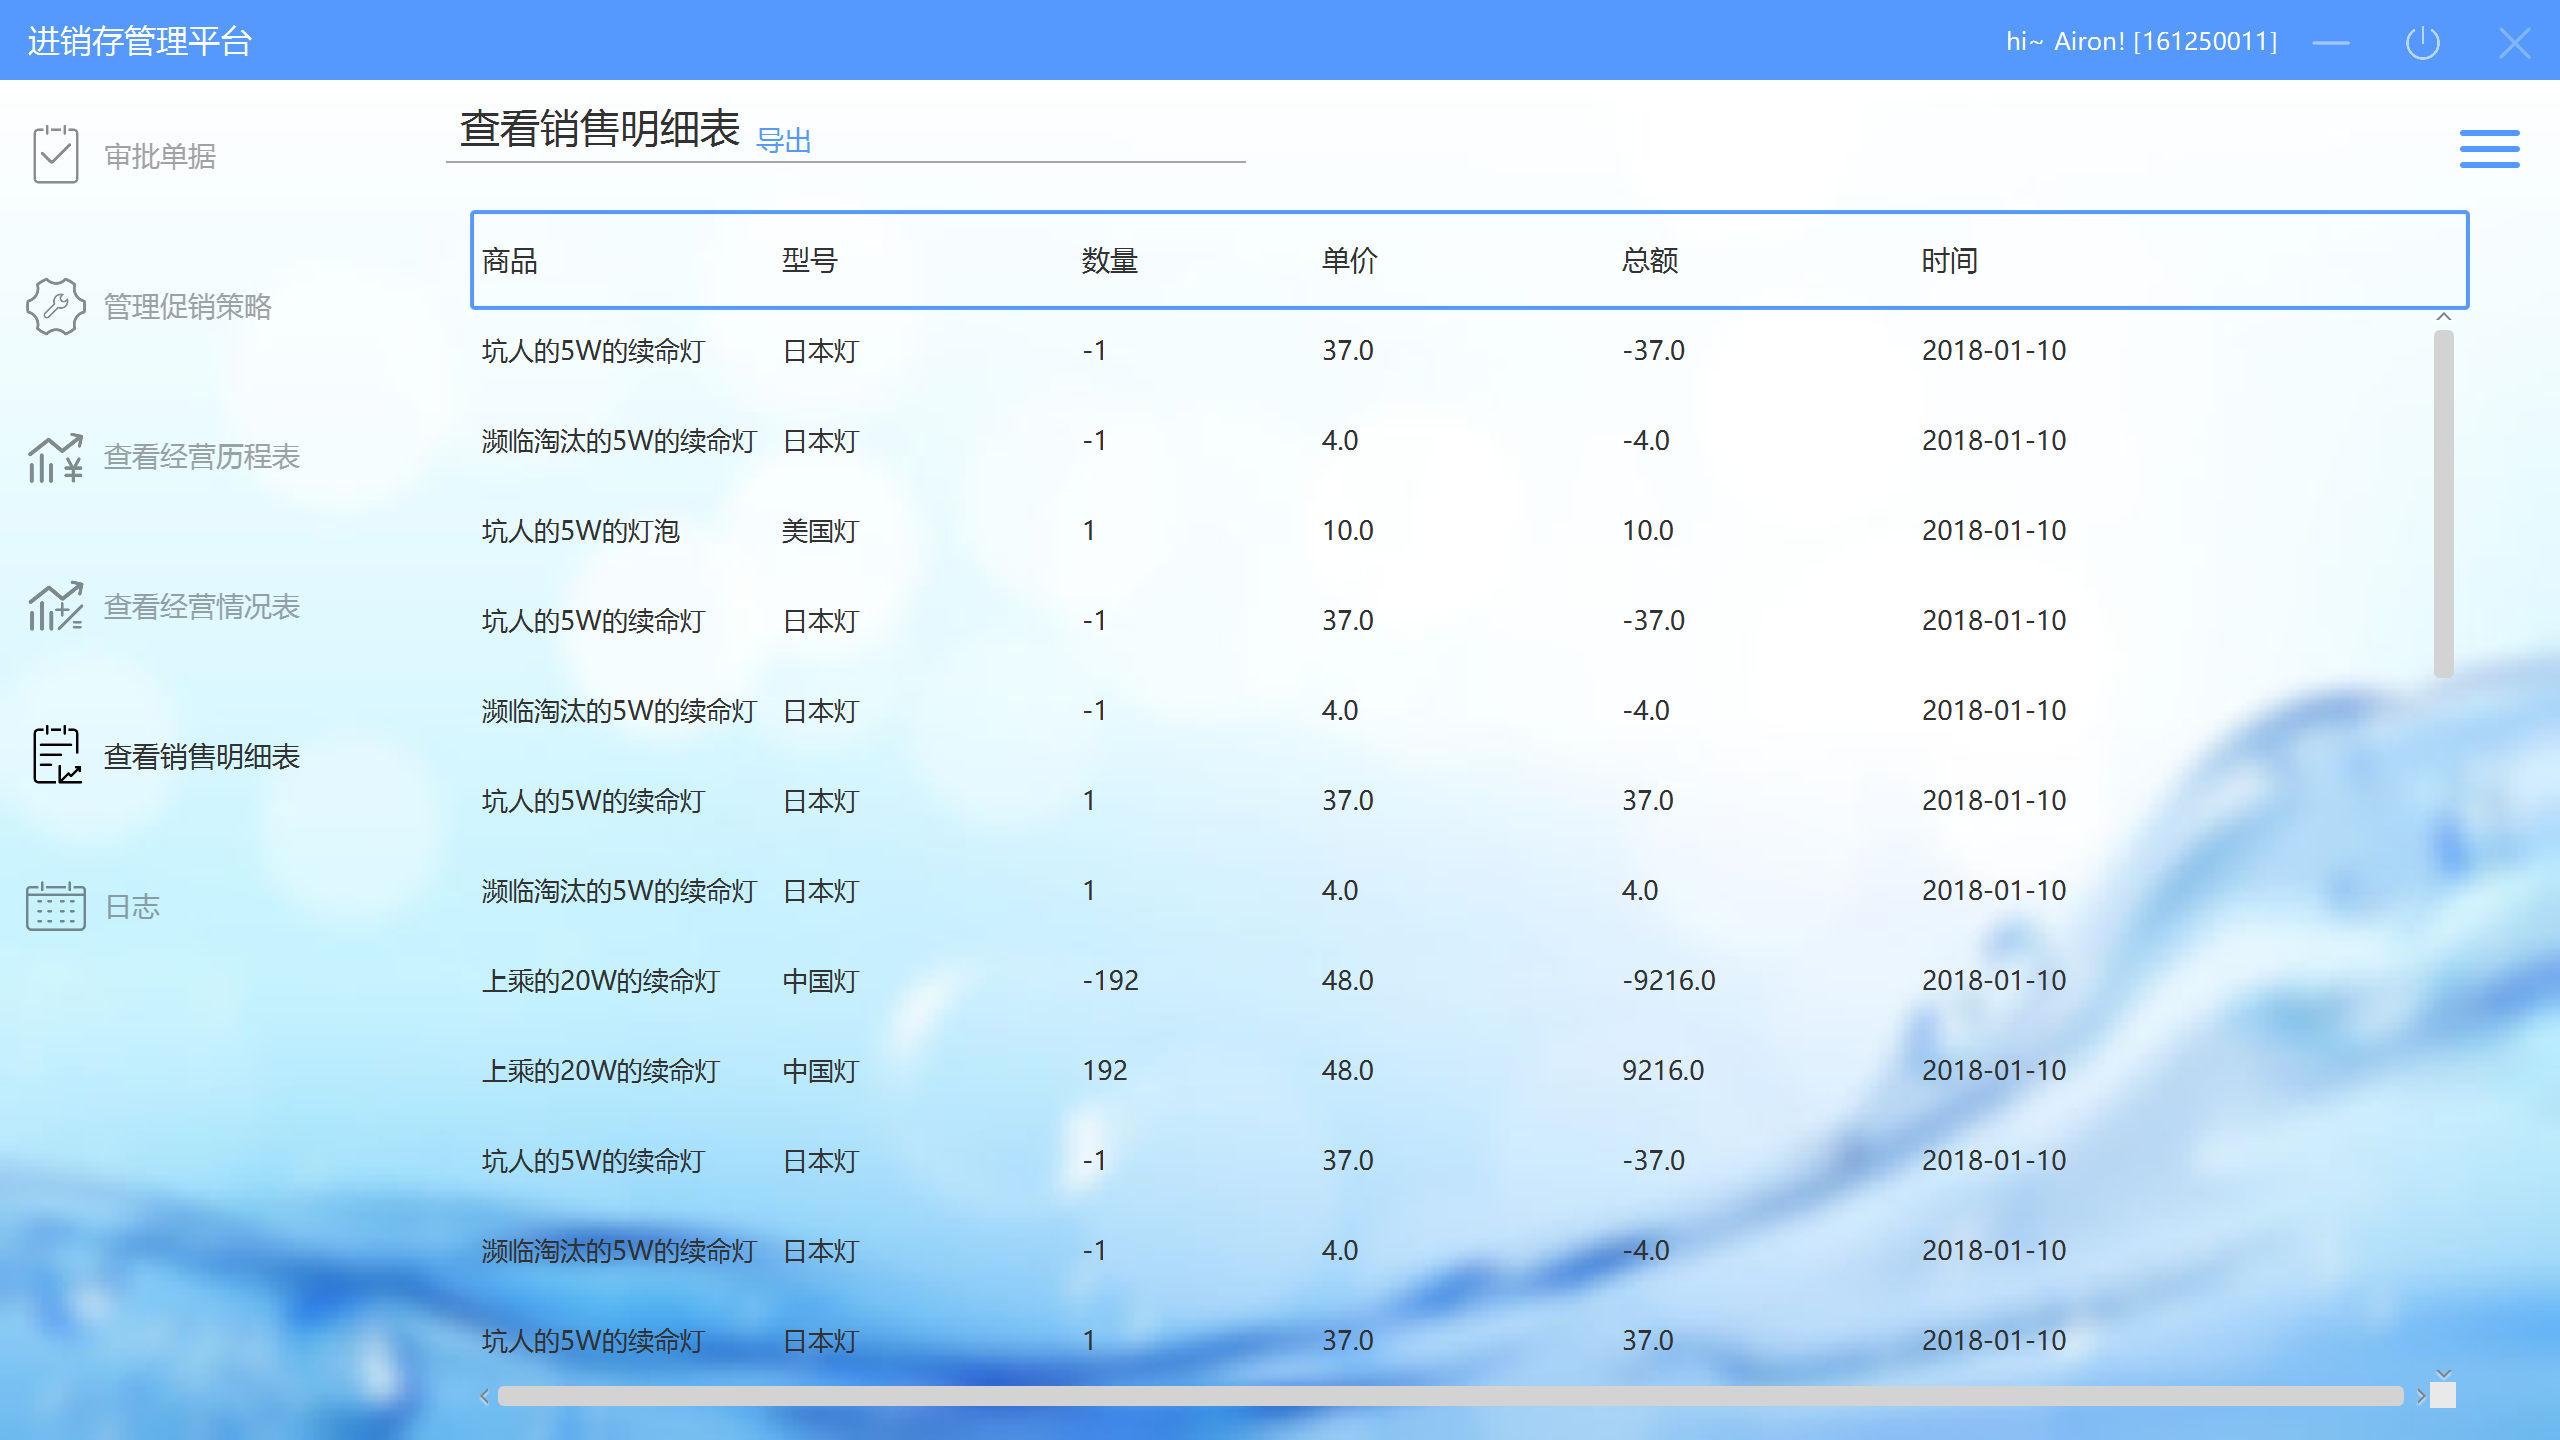 进销存管理平台
hi~ Airon! [161250011]
审批单据
管理促销策略
查看经营历程表
查看经营情况表
查看销售明细表
日志
查看销售明细表 导出
商品 型号 数量 单价 总额 时间
坑人的5W的续命灯 日本灯 -1 37.0 -37.0 2018-01-10
濒临淘汰的5W的续命灯 日本灯 -1 4.0 -4.0 2018-01-10
坑人的5W的灯泡 美国灯 1 10.0 10.0 2018-01-10
坑人的5W的续命灯 日本灯 -1 37.0 -37.0 2018-01-10
濒临淘汰的5W的续命灯 日本灯 -1 4.0 -4.0 2018-01-10
坑人的5W的续命灯 日本灯 1 37.0 37.0 2018-01-10
濒临淘汰的5W的续命灯 日本灯 1 4.0 4.0 2018-01-10
上乘的20W的续命灯 中国灯 -192 48.0 -9216.0 2018-01-10
上乘的20W的续命灯 中国灯 192 48.0 9216.0 2018-01-10
坑人的5W的续命灯 日本灯 -1 37.0 -37.0 2018-01-10
濒临淘汰的5W的续命灯 日本灯 -1 4.0 -4.0 2018-01-10
坑人的5W的续命灯 日本灯 1 37.0 37.0 2018-01-10